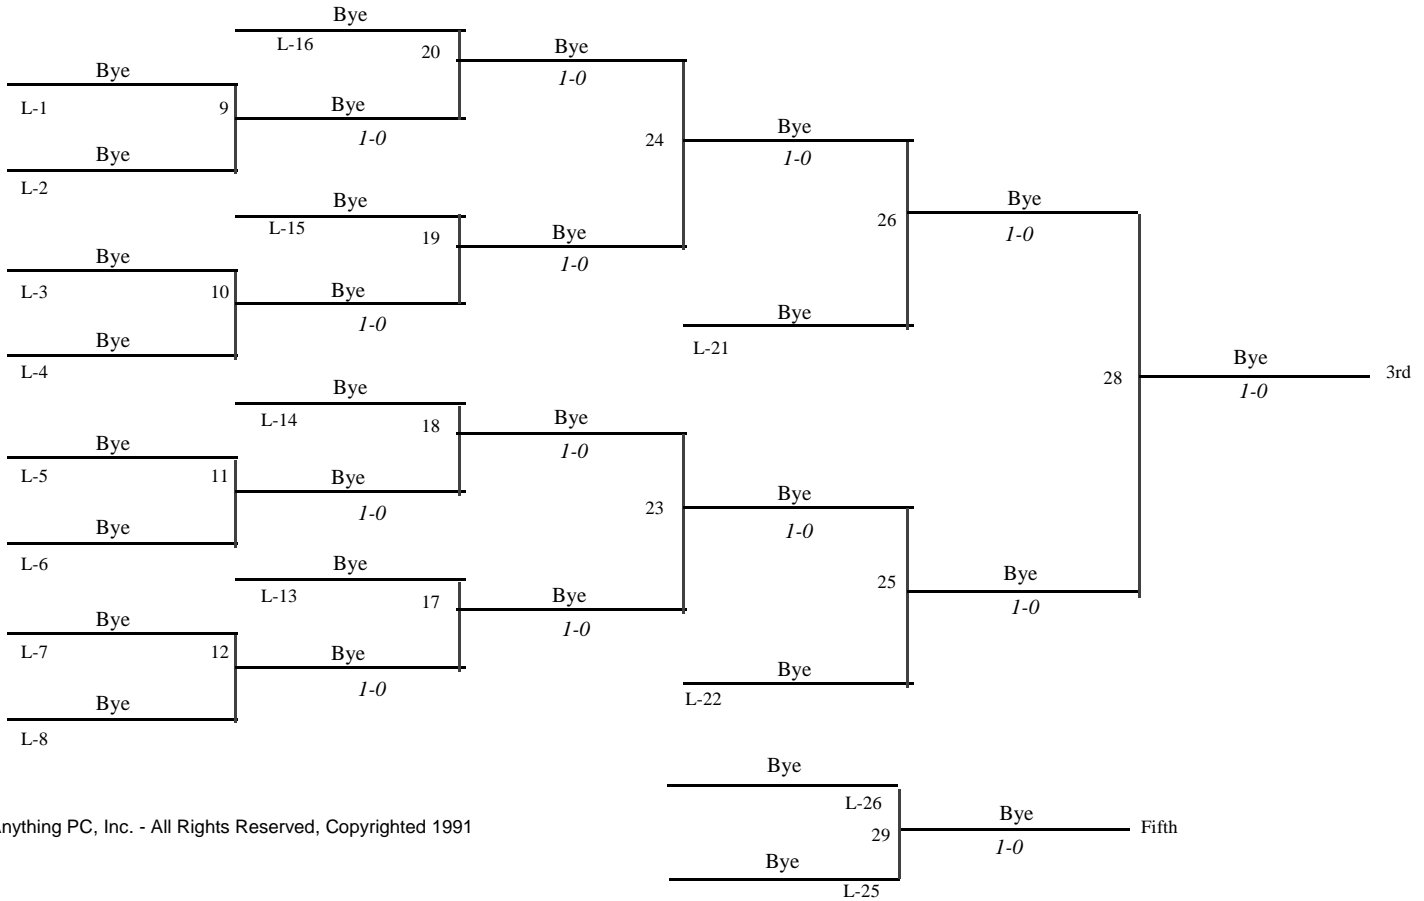 Bye
L-16
20
Bye
1-0
Bye
L-1
9
Bye
1-0
Bye
L-2
24
Bye
1-0
Bye
L-15
19
Bye
1-0
26
Bye
1-0
Bye
L-3
10
Bye
1-0
Bye
L-4
Bye
L-21
28
Bye
1-0
3rd
Bye
L-14
18
Bye
1-0
Bye
L-5
11
Bye
1-0
Bye
L-6
23
Bye
1-0
Bye
L-13
17
Bye
1-0
25
Bye
1-0
Bye
L-7
12
Bye
1-0
Bye
L-8
Bye
L-22
Bye
L-26
29
Bye
1-0
Fifth
Bye
L-25
nything PC, Inc. - All Rights Reserved, Copyrighted 1991